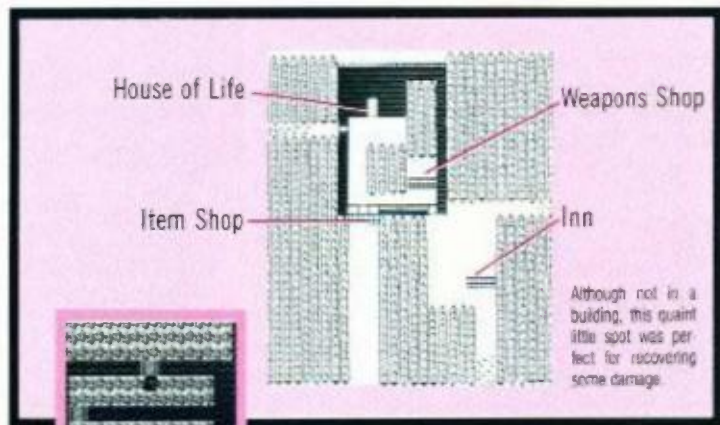 House of Life
Weapons Shop
Item Shop
Inn
Although not in a
building, this quaint
little spot was per-
fect for recovering
some damage.